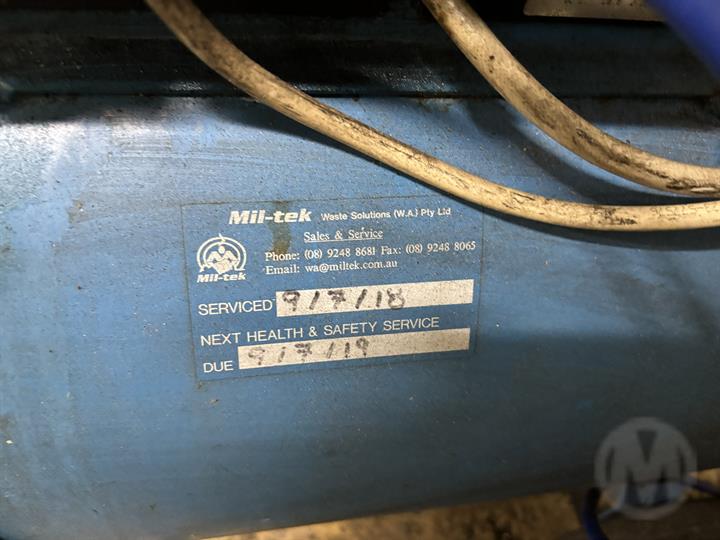 Mil-tek Waste Solutions (W.A.) Pty Ltd
Sales & Service
Phone: (08) 9248 8681 Fax: (08) 9248 8065
Email: wa@miltek.com.au
Mil-tek
SERVICED 9/7/18
NEXT HEALTH & SAFETY SERVICE
DUE 9/7/19
M